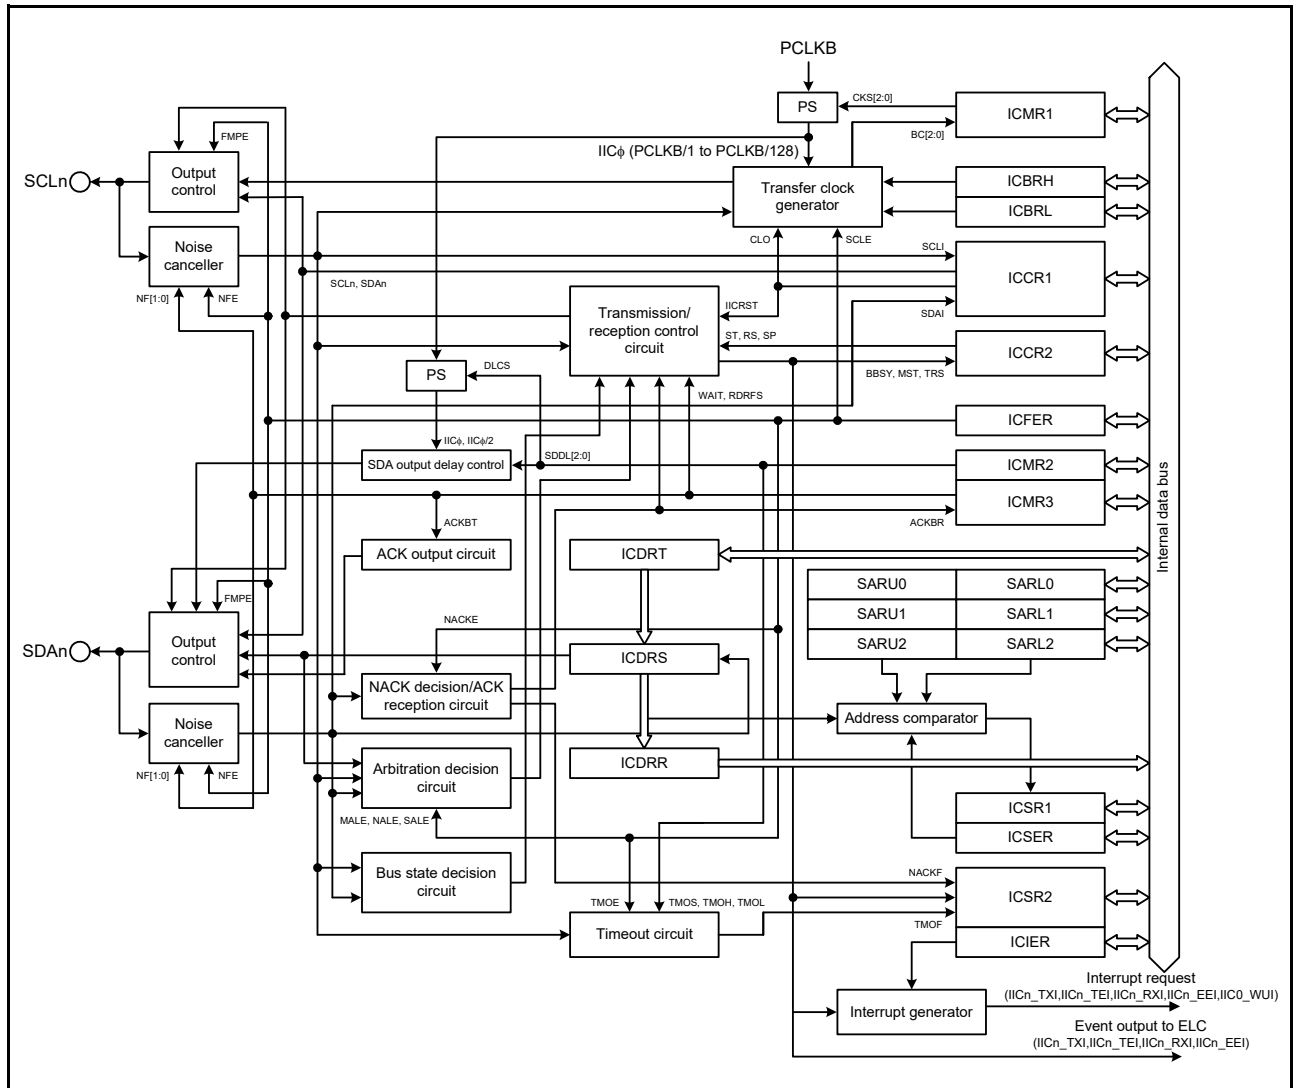 PCLKB
PS
CKS[2:0]
ICMR1
BC[2:0]
FMPE
IICϕ (PCLKB/1 to PCLKB/128)
SCLn
Output
control
Transfer clock
generator
ICBRH
ICBRL
Noise
canceller
CLO
SCLE
SCLI
ICCR1
SCLn, SDAn
NF[1:0]
NFE
IICRST
SDAI
Transmission/
reception control
circuit
ST, RS, SP
ICCR2
BBSY, MST, TRS
PS
DLCS
WAIT, RDRFS
ICFER
IICϕ, IICϕ/2
SDA output delay control
SDDL[2:0]
ICMR2
ICMR3
ACKBR
Internal data bus
ACKBT
ACK output circuit
ICDRT
SARU0
SARL0
SARU1
SARL1
SARU2
SARL2
FMPE
NACKE
SDAn
Output
control
ICDRS
NACK decision/ACK
reception circuit
Address comparator
Noise
canceller
NF[1:0]
NFE
Arbitration decision
circuit
ICDRR
MALE, NALE, SALE
ICSR1
ICSER
Bus state decision
circuit
NACKF
ICSR2
TMOE
TMOS, TMOH, TMOL
TMOF
Timeout circuit
ICIER
Interrupt request
(IICn_TXI,IICn_TEI,IICn_RXI,IICn_EEI,IIC0_WUI)
Interrupt generator
Event output to ELC
(IICn_TXI,IICn_TEI,IICn_RXI,IICn_EEI)